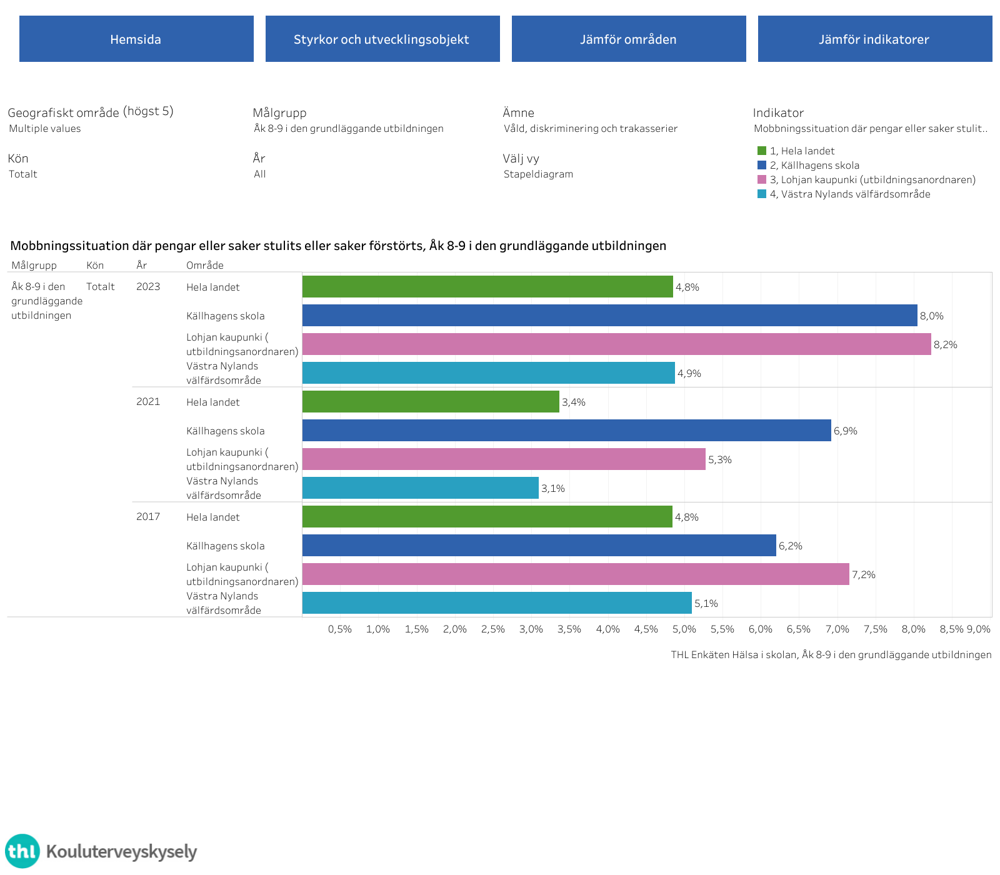 Hemsida
Styrkor och utvecklingsobjekt
Jämför områden
Jämför indikatorer
Geografiskt område (högst 5)
Multiple values
Målgrupp
Åk 8-9 i den grundläggande utbildningen
Ämne
Våld, diskriminering och trakasserier
Indikator
Mobbningssituation där pengar eller saker stulit..
Kön
Totalt
År
All
Välj vy
Stapeldiagram
1, Hela landet
2, Källhagens skola
3, Lohjan kaupunki (utbildningsanordnaren)
4, Västra Nylands välfärdsområde
Mobbningssituation där pengar eller saker stulits eller saker förstörts, Åk 8-9 i den grundläggande utbildningen
Målgrupp Kön År Område
Åk 8-9 i den
grundläggande
utbildningen
Totalt
2023
Hela landet
4,8%
Källhagens skola
8,0%
Lohjan kaupunki (
utbildningsanordnaren)
8,2%
Västra Nylands
välfärdsområde
4,9%
2021
Hela landet
3,4%
Källhagens skola
6,9%
Lohjan kaupunki (
utbildningsanordnaren)
5,3%
Västra Nylands
välfärdsområde
3,1%
2017
Hela landet
4,8%
Källhagens skola
6,2%
Lohjan kaupunki (
utbildningsanordnaren)
7,2%
Västra Nylands
välfärdsområde
5,1%
0,5% 1,0% 1,5% 2,0% 2,5% 3,0% 3,5% 4,0% 4,5% 5,0% 5,5% 6,0% 6,5% 7,0% 7,5% 8,0% 8,5% 9,0%
THL Enkäten Hälsa i skolan, Åk 8-9 i den grundläggande utbildningen
thl Kouluterveyskysely